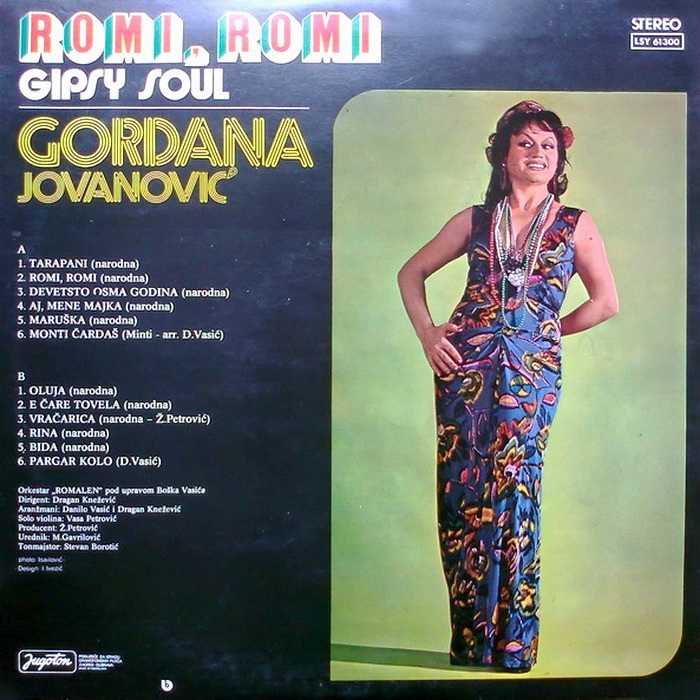 ROMI, ROMI
GIPSY SOUL
GORDANA
JOVANOVIĆ
STEREO
LSY 61300
A
1. TARAPANI (narodna)
2. ROMI, ROMI (narodna)
3. DEVETSTO OSMA GODINA (narodna)
4. AJ, MENE MAJKA (narodna)
5. MARUŠKA (narodna)
6. MONTI ČARDAŠ (Minti - arr. D.Vasić)
B
1. OLUJA (narodna)
2. E ČARE TOVELA (narodna)
3. VRAČARICA (narodna – Ž.Petrović)
4. RINA (narodna)
5. BIDA (narodna)
6. PARGAR KOLO (D.Vasić)
Orkestar „ROMALEN” pod upravom Boška Vasića
Dirigent: Dragan Knežević
Aranžmani: Danilo Vasić i Dragan Knežević
Solo violina: Vasa Petrović
Producent: Ž.Petrović
Urednik: M.Gavrilović
Tonmajstor: Stevan Borotić
photo Isailović
Design I Ivezić
Jugoton
b